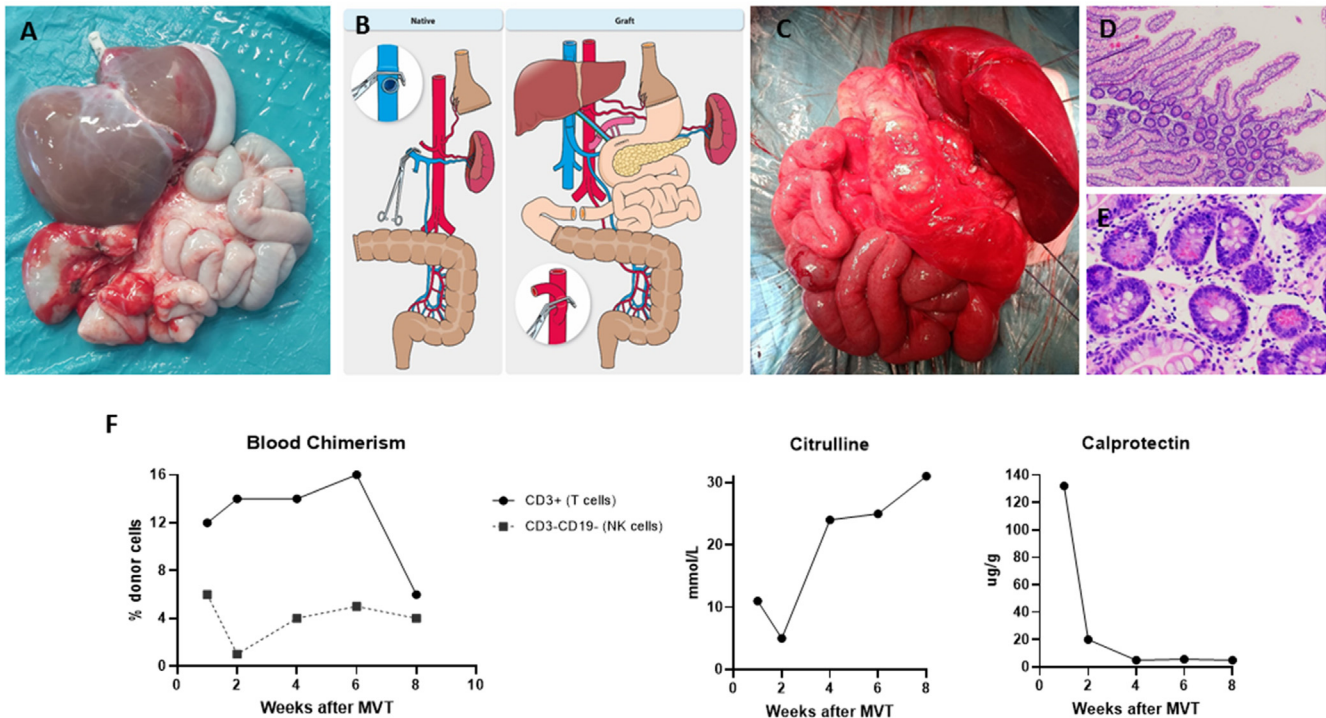 A
B
Native
Graft
C
D
E
F
Blood Chimerism
% donor cells
16
12
8
4
0
0 2 4 6 8 10
Weeks after MVT
CD3+ (T cells)
CD3-CD19- (NK cells)
Citrulline
mmol/L
30
20
10
0
0 2 4 6 8
Weeks after MVT
Calprotectin
ug/g
140
120
100
80
60
40
20
0
0 2 4 6 8
Weeks after MVT